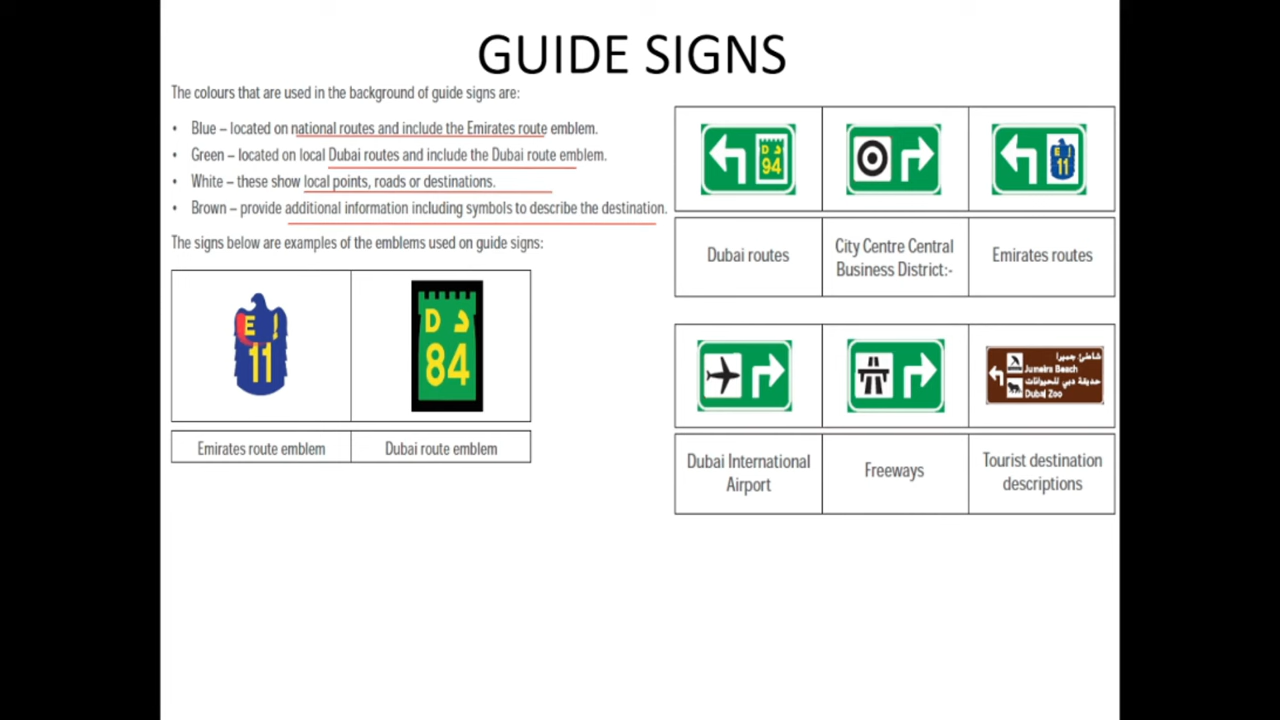 GUIDE SIGNS
The colours that are used in the background of guide signs are:
• Blue – located on national routes and include the Emirates route emblem.
• Green – located on local Dubai routes and include the Dubai route emblem.
• White – these show local points, roads or destinations.
• Brown – provide additional information including symbols to describe the destination.
The signs below are examples of the emblems used on guide signs:
E إ
11
D د
84
Emirates route emblem
Dubai route emblem
D د
94
E إ
11
Dubai routes
City Centre Central
Business District:-
Emirates routes
شاطئ جميرا
Jumeira Beach
حديقة دبي للحيوانات
Dubai Zoo
Dubai International
Airport
Freeways
Tourist destination
descriptions